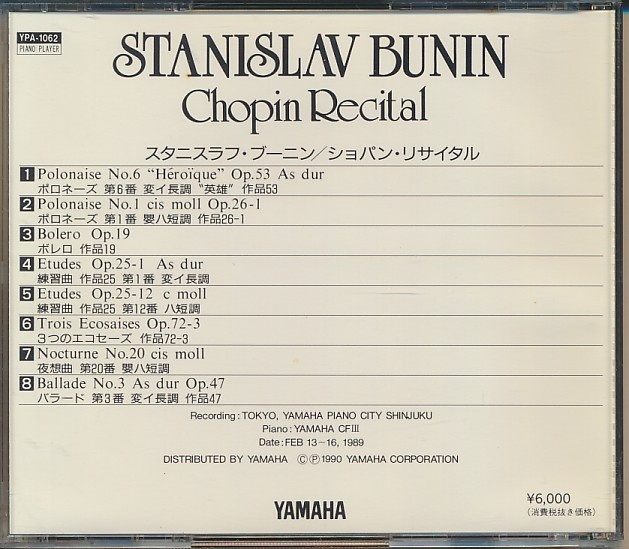 YPA-1062
PIANO PLAYER
STANISLAV BUNIN
Chopin Recital
スタニスラフ・ブーニン／ショパン・リサイタル
1 Polonaise No.6 “Héroïque” Op.53 As dur
ポロネーズ 第6番 変イ長調 “英雄” 作品53
2 Polonaise No.1 cis moll Op.26-1
ポロネーズ 第1番 嬰ハ短調 作品26-1
3 Bolero Op.19
ボレロ 作品19
4 Etudes Op.25-1 As dur
練習曲 作品25 第1番 変イ長調
5 Etudes Op.25-12 c moll
練習曲 作品25 第12番 ハ短調
6 Trois Ecosaises Op.72-3
3つのエコセーズ 作品72-3
7 Nocturne No.20 cis moll
夜想曲 第20番 嬰ハ短調
8 Ballade No.3 As dur Op.47
バラード 第3番 変イ長調 作品47
Recording: TOKYO, YAMAHA PIANO CITY SHINJUKU
Piano: YAMAHA CFⅢ
Date: FEB 13~16, 1989
DISTRIBUTED BY YAMAHA ⒸⓅ1990 YAMAHA CORPORATION
YAMAHA
¥6,000
(消費税抜き価格)